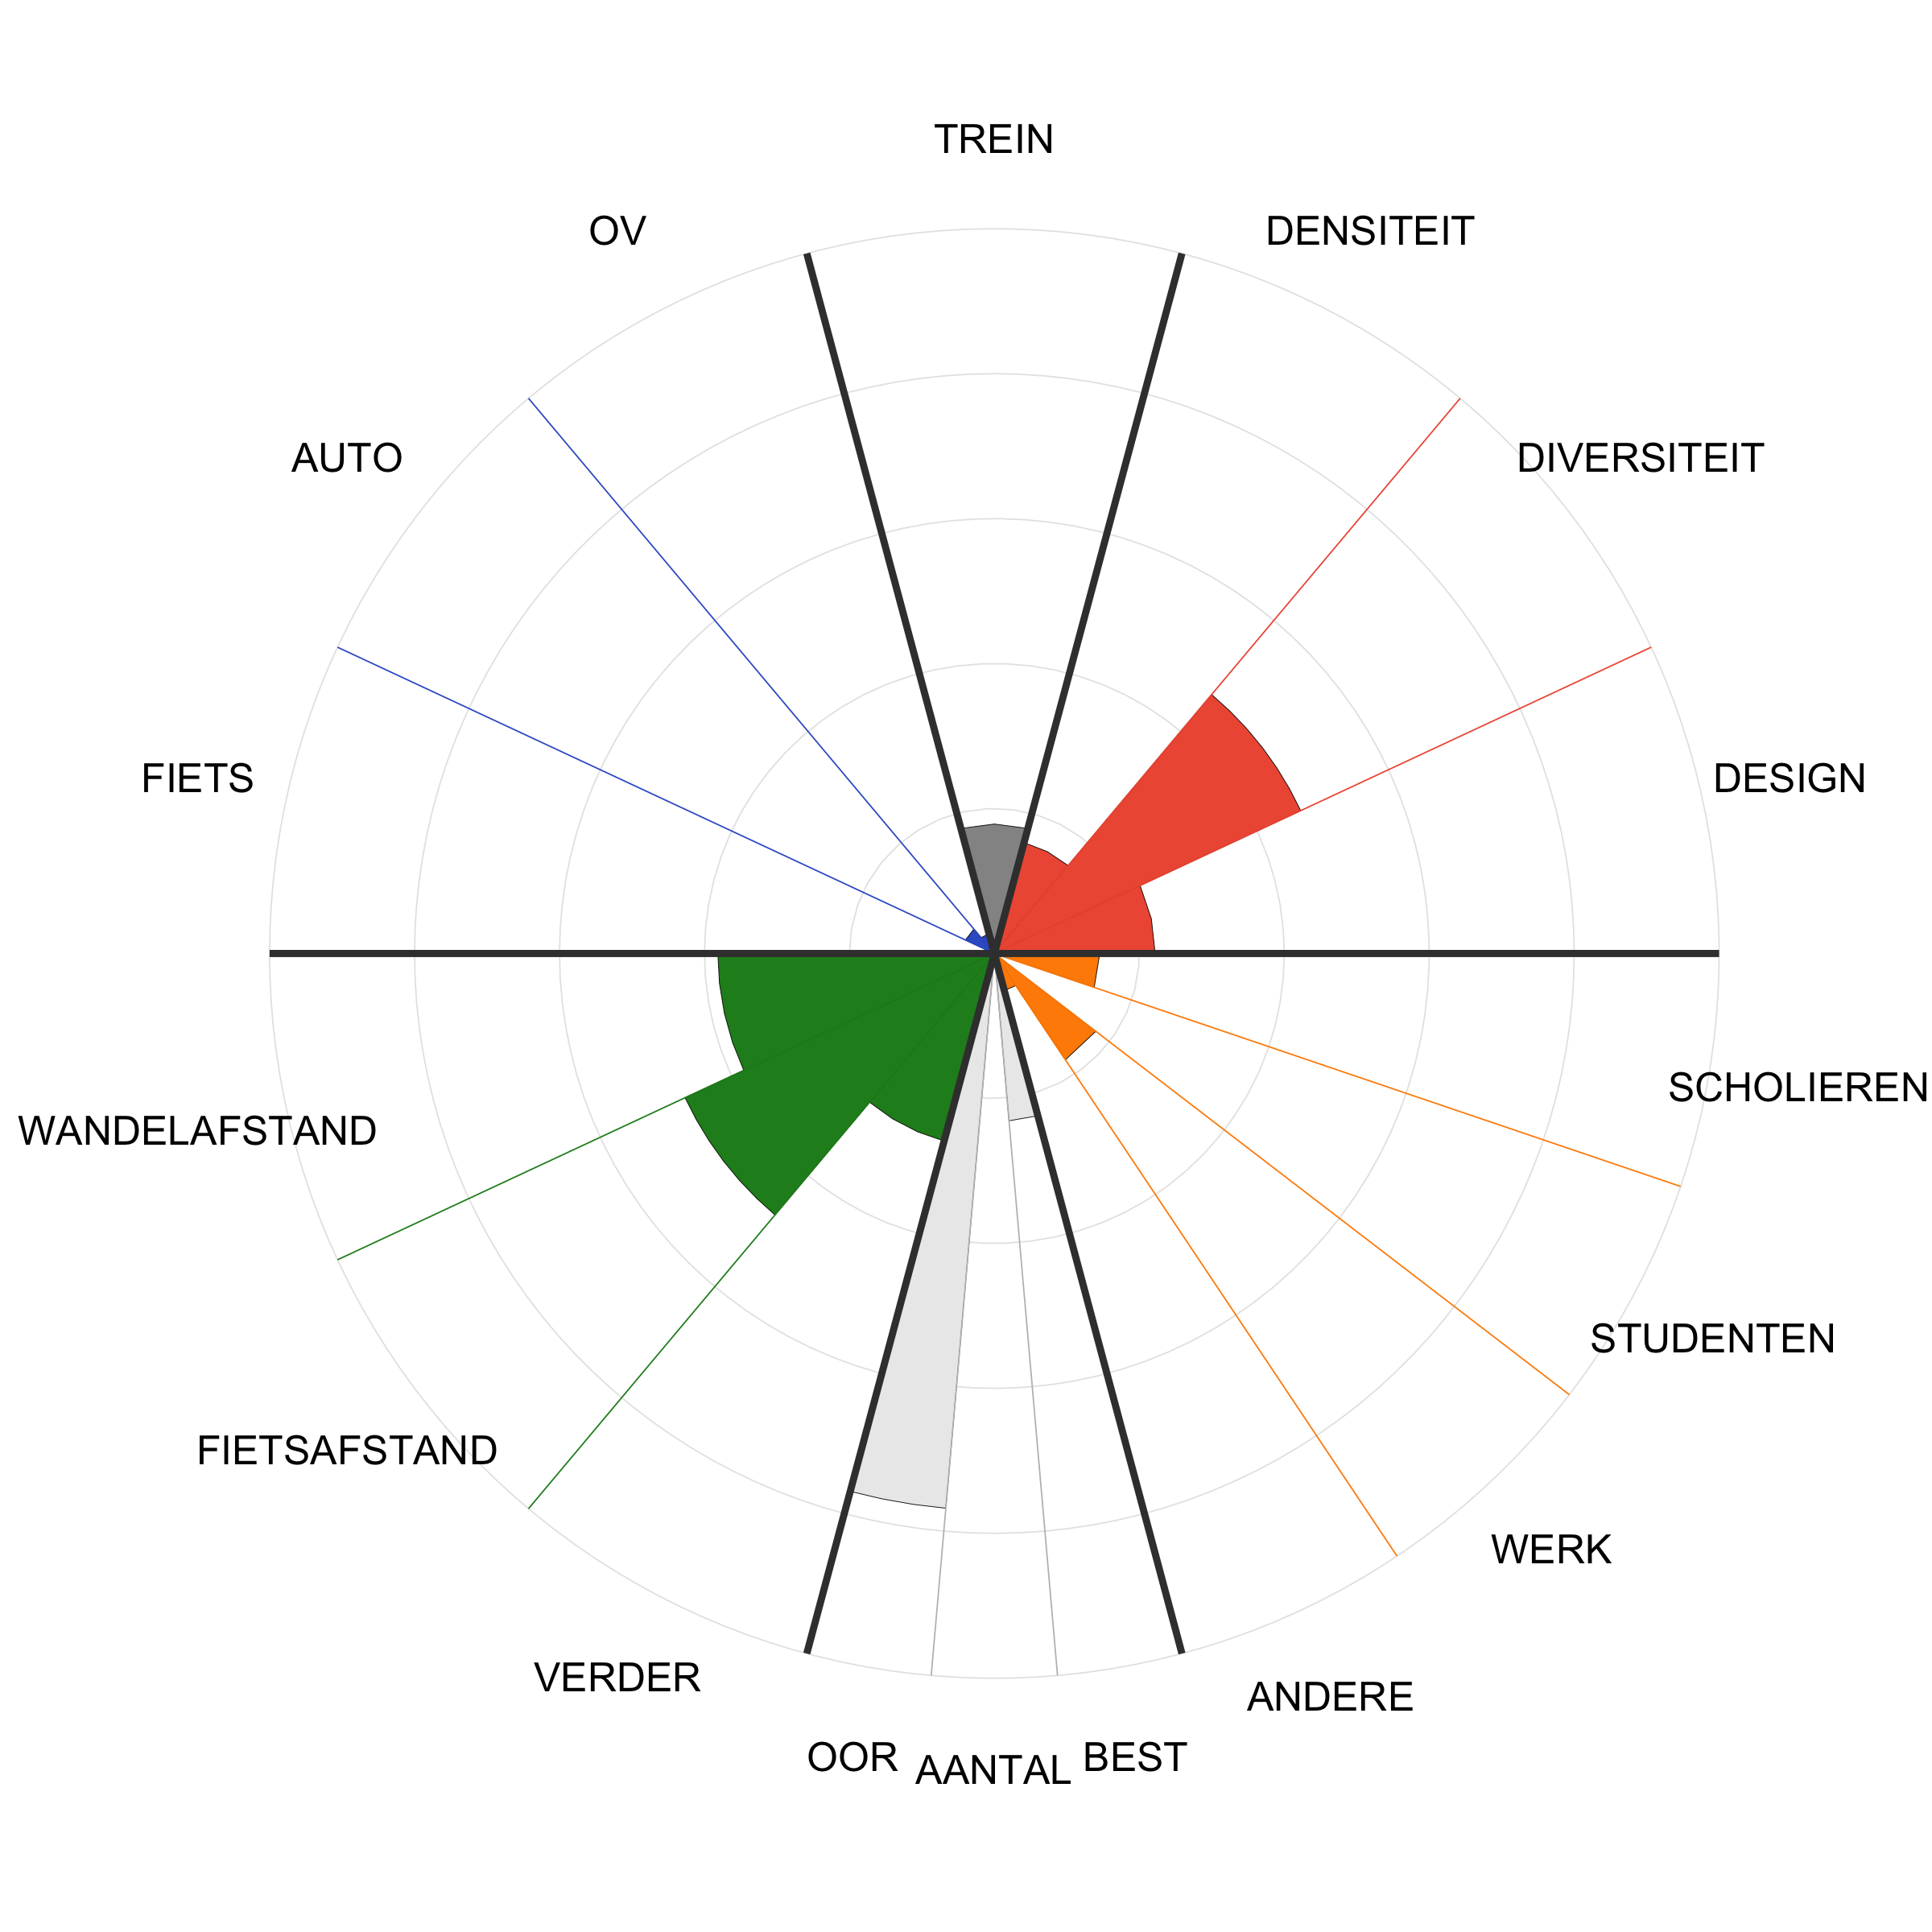 TREIN
OV
DENSITEIT
AUTO
DIVERSITEIT
FIETS
DESIGN
SCHOLIEREN
WANDELAFSTAND
STUDENTEN
FIETSAFSTAND
WERK
VERDER
ANDERE
OOR
AANTAL
BEST